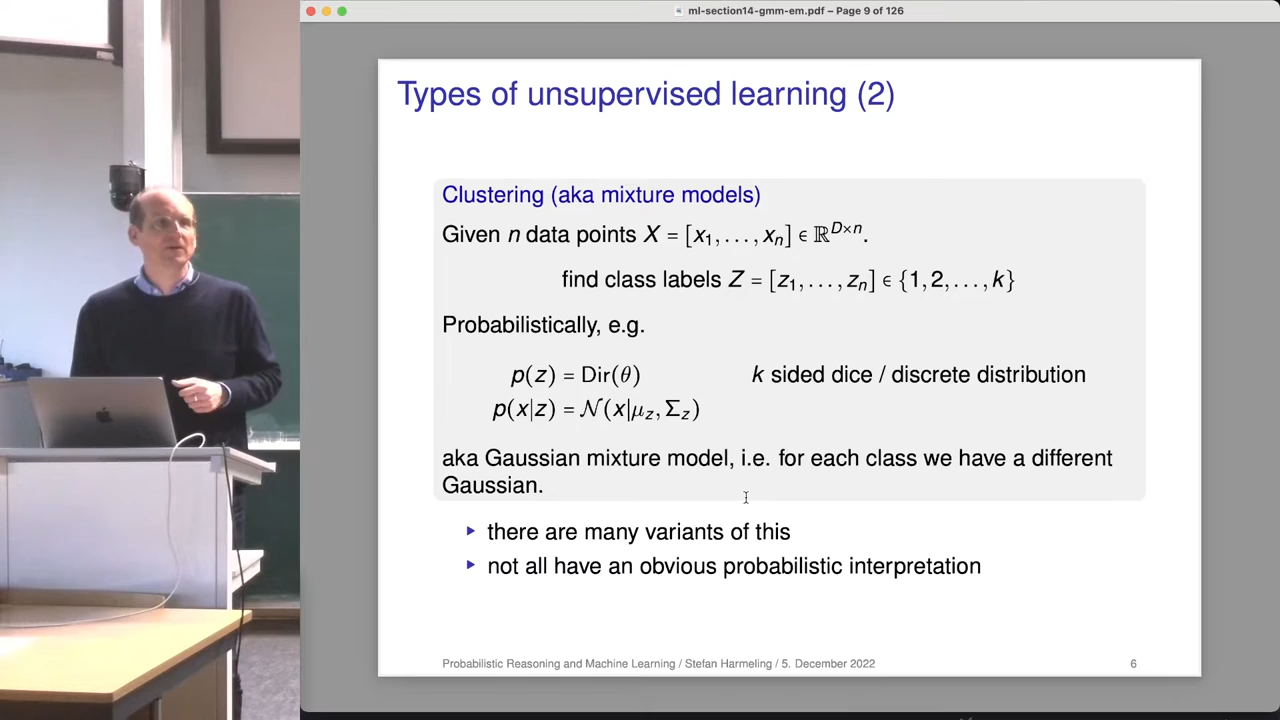 ml-section14-gmm-em.pdf – Page 9 of 126
Types of unsupervised learning (2)
Clustering (aka mixture models)
Given n data points X = [x₁, . . . , xₙ] ∈ ℝ^{D×n}.
find class labels Z = [z₁, . . . , zₙ] ∈ {1, 2, . . . , k}
Probabilistically, e.g.
p(z) = Dir(θ) k sided dice / discrete distribution
p(x|z) = 𝒩(x|μ_z, Σ_z)
aka Gaussian mixture model, i.e. for each class we have a different
Gaussian.
▸ there are many variants of this
▸ not all have an obvious probabilistic interpretation
Probabilistic Reasoning and Machine Learning / Stefan Harmeling / 5. December 2022 6